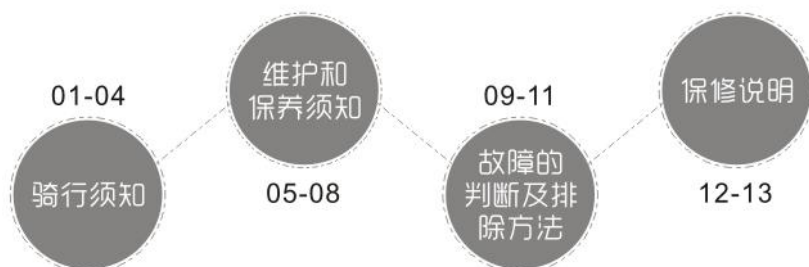 01-04
骑行须知
维护和
保养须知
05-08
09-11
故障的
判断及排
除方法
保修说明
12-13